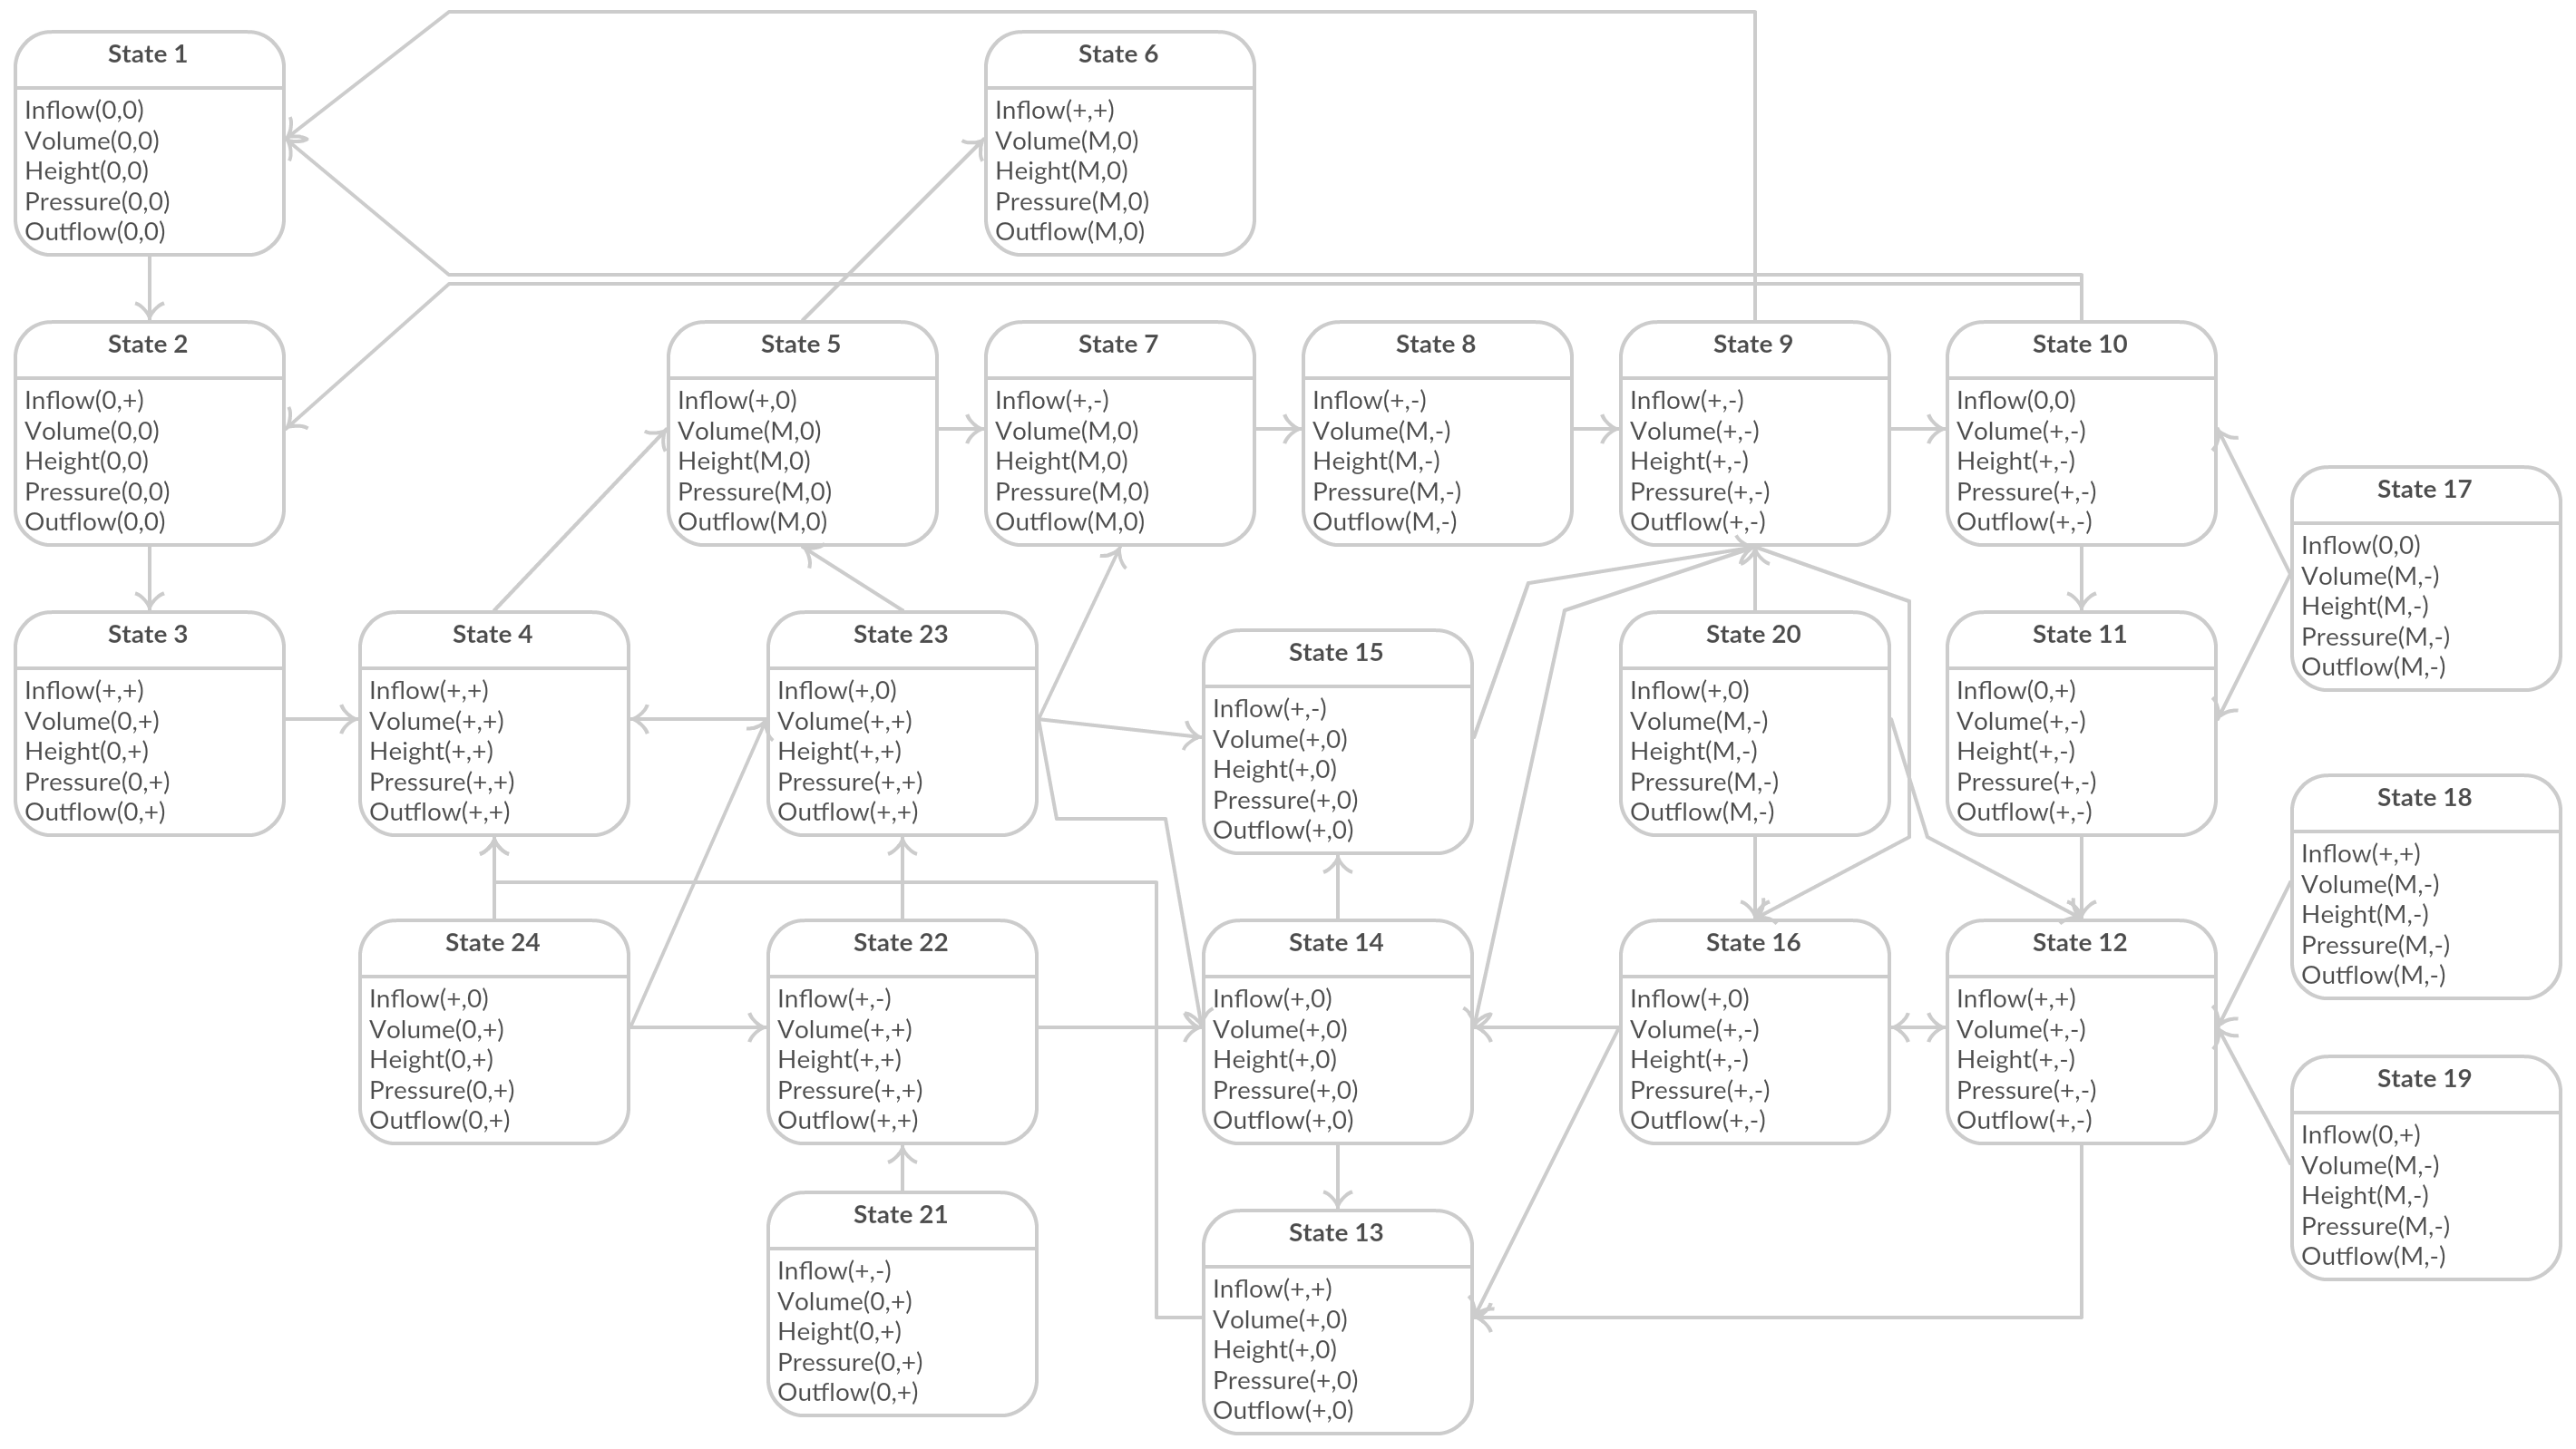 State 1
Inflow(0,0)
Volume(0,0)
Height(0,0)
Pressure(0,0)
Outflow(0,0)
State 6
Inflow(+,+)
Volume(M,0)
Height(M,0)
Pressure(M,0)
Outflow(M,0)
State 2
Inflow(0,+)
Volume(0,0)
Height(0,0)
Pressure(0,0)
Outflow(0,0)
State 5
Inflow(+,0)
Volume(M,0)
Height(M,0)
Pressure(M,0)
Outflow(M,0)
State 7
Inflow(+,-)
Volume(M,0)
Height(M,0)
Pressure(M,0)
Outflow(M,0)
State 8
Inflow(+,-)
Volume(M,-)
Height(M,-)
Pressure(M,-)
Outflow(M,-)
State 9
Inflow(+,-)
Volume(+,-)
Height(+,-)
Pressure(+,-)
Outflow(+,-)
State 10
Inflow(0,0)
Volume(+,-)
Height(+,-)
Pressure(+,-)
Outflow(+,-)
State 17
Inflow(0,0)
Volume(M,-)
Height(M,-)
Pressure(M,-)
Outflow(M,-)
State 3
Inflow(+,+)
Volume(0,+)
Height(0,+)
Pressure(0,+)
Outflow(0,+)
State 4
Inflow(+,+)
Volume(+,+)
Height(+,+)
Pressure(+,+)
Outflow(+,+)
State 23
Inflow(+,0)
Volume(+,+)
Height(+,+)
Pressure(+,+)
Outflow(+,+)
State 15
Inflow(+,-)
Volume(+,0)
Height(+,0)
Pressure(+,0)
Outflow(+,0)
State 20
Inflow(+,0)
Volume(M,-)
Height(M,-)
Pressure(M,-)
Outflow(M,-)
State 11
Inflow(0,+)
Volume(+,-)
Height(+,-)
Pressure(+,-)
Outflow(+,-)
State 18
Inflow(+,+)
Volume(M,-)
Height(M,-)
Pressure(M,-)
Outflow(M,-)
State 24
Inflow(+,0)
Volume(0,+)
Height(0,+)
Pressure(0,+)
Outflow(0,+)
State 22
Inflow(+,-)
Volume(+,+)
Height(+,+)
Pressure(+,+)
Outflow(+,+)
State 14
Inflow(+,0)
Volume(+,0)
Height(+,0)
Pressure(+,0)
Outflow(+,0)
State 16
Inflow(+,0)
Volume(+,-)
Height(+,-)
Pressure(+,-)
Outflow(+,-)
State 12
Inflow(+,+)
Volume(+,-)
Height(+,-)
Pressure(+,-)
Outflow(+,-)
State 19
Inflow(0,+)
Volume(M,-)
Height(M,-)
Pressure(M,-)
Outflow(M,-)
State 21
Inflow(+,-)
Volume(0,+)
Height(0,+)
Pressure(0,+)
Outflow(0,+)
State 13
Inflow(+,+)
Volume(+,0)
Height(+,0)
Pressure(+,0)
Outflow(+,0)